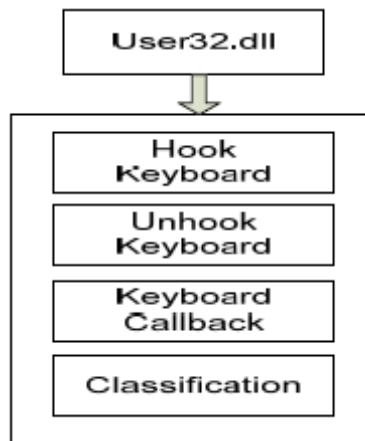 User32.dll
Hook
Keyboard
Unhook
Keyboard
Keyboard
Callback
Classification